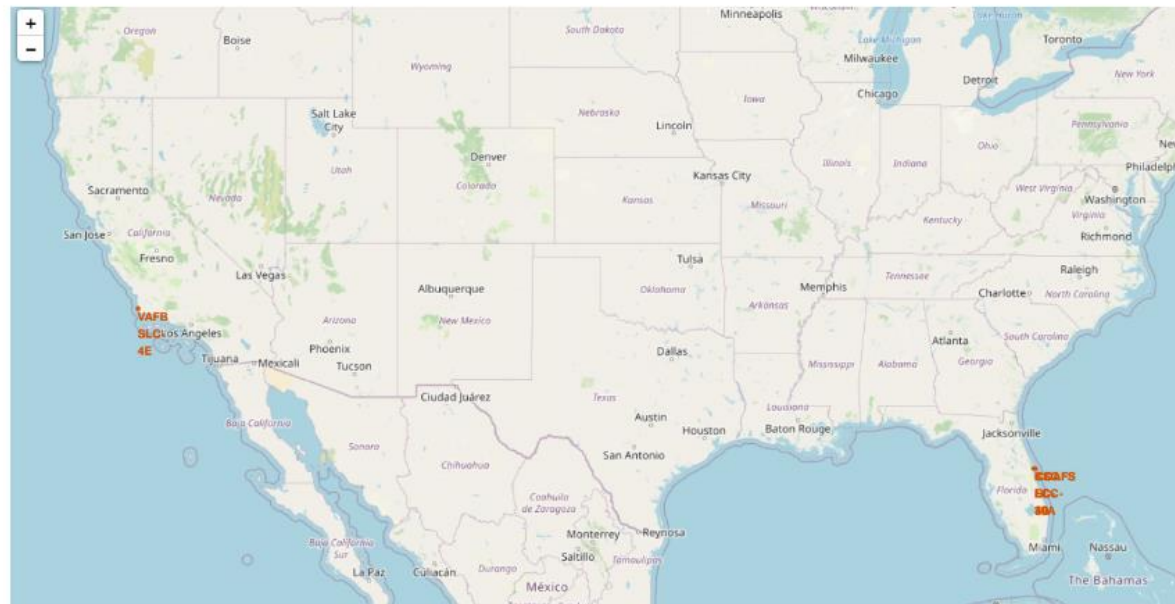 +
−
Oregon
Boise
South Dakota
Minneapolis
Lake Michigan
Milwaukee
Lake Huron
Toronto
Wyoming
Detroit
New York
Chicago
Iowa
Nebraska
Salt Lake
City
Lincoln
Pennsylvania
Denver
Utah
Illinois
Indiana
Ohio
Philadelph
Sacramento
Nevada
Colorado
Kansas City
Kansas
Missouri
West Virginia
Washington
San Jose
California
Virginia
Kentucky
Richmond
Fresno
Las Vegas
Tulsa
Tennessee
Raleigh
Albuquerque
Oklahoma
Memphis
Charlotte
North Carolina
VAFB
SLC-
4E
Los Angeles
Arizona
New Mexico
Arkansas
South Carolina
Phoenix
Atlanta
Tijuana
Mexicali
Tucson
Dallas
Mississippi
Alabama
Georgia
Ciudad Juárez
Texas
Baja California
Austin
Louisiana
Houston
Baton Rouge
Jacksonville
Sonora
San Antonio
Chihuahua
Florida
Coahuila
de Zaragoza
Monterrey
Reynosa
Baja California
Sur
Saltillo
Miami
Nassau
La Paz
Culiacán
Durango
Tamaulipas
The Bahamas
México